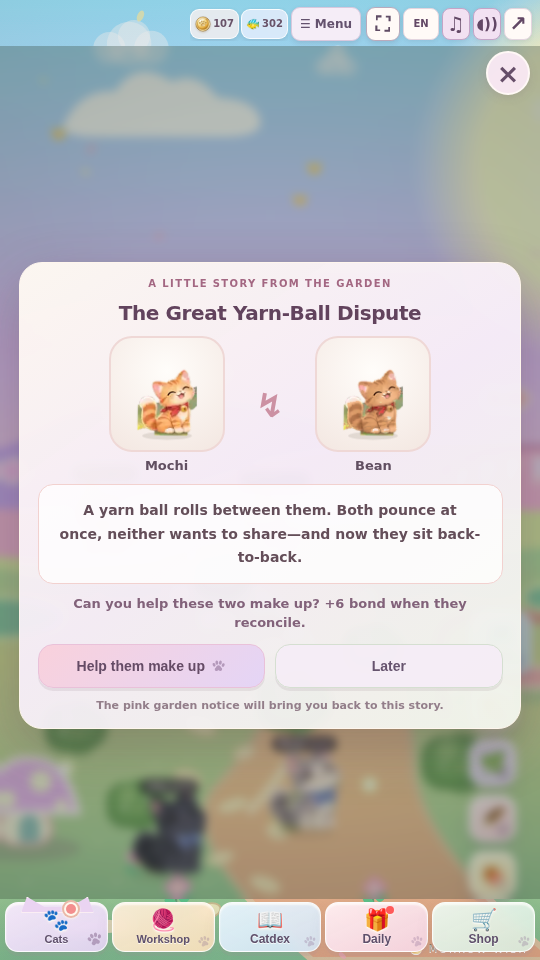 107
302
☰ Menu
EN
A LITTLE STORY FROM THE GARDEN
The Great Yarn-Ball Dispute
Mochi
Bean
A yarn ball rolls between them. Both pounce at
once, neither wants to share—and now they sit back-
to-back.
Can you help these two make up? +6 bond when they
reconcile.
Help them make up
Later
The pink garden notice will bring you back to this story.
Cats
Workshop
Catdex
Daily
Shop